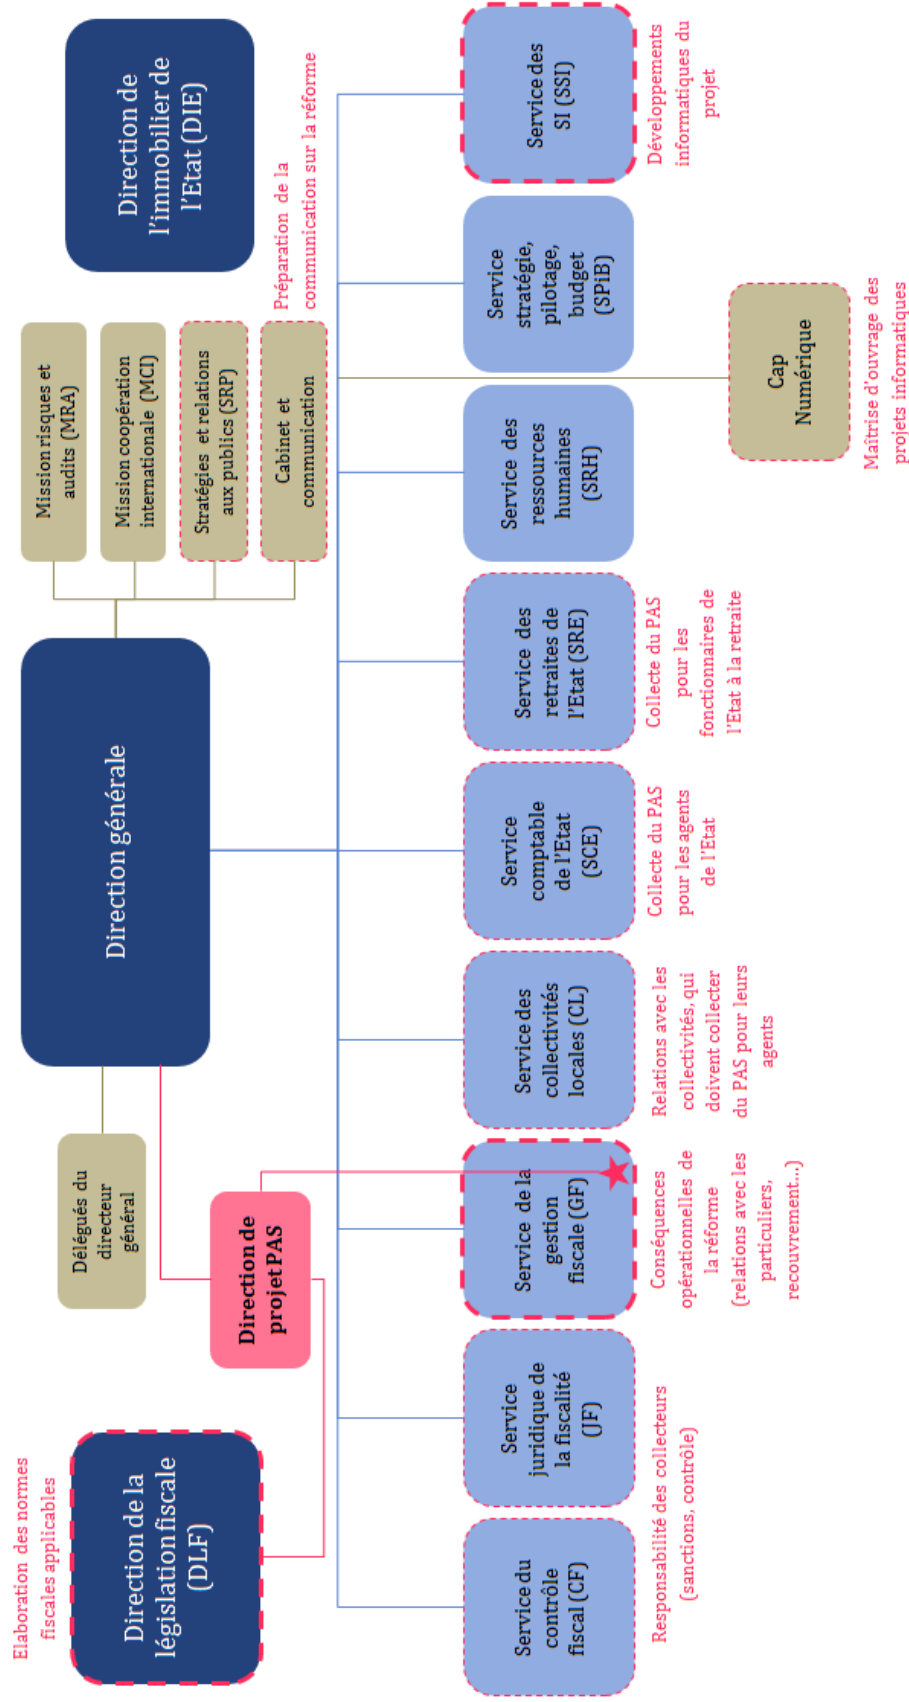 Elaboration des normes
fiscales applicables
Direction de la
législation fiscale
(DLF)
Délégués du
directeur
général
Direction de
projet PAS
Direction générale
Mission risques et
audits (MRA)
Mission coopération
internationale (MCI)
Stratégies et relations
aux publics (SRP)
Cabinet et
communication
Préparation de la
communication sur la réforme
Direction de
l'immobilier de
l'Etat (DIE)
Service du
contrôle
fiscal (CF)
Service
juridique de
la fiscalité
(JF)
Responsabilité des collecteurs
(sanctions, contrôle)
Service de la
gestion
fiscale (GF)
Conséquences
opérationnelles de
la réforme
(relations avec les
particuliers,
recouvrement...)
Service des
collectivités
locales (CL)
Relations avec les
collectivités, qui
doivent collecter
du PAS pour leurs
agents
Service
comptable
de l'Etat
(SCE)
Collecte du PAS
pour les agents
de l'Etat
Service des
retraites de
l'Etat (SRE)
Collecte du PAS
pour les
fonctionnaires de
l'Etat à la retraite
Service des
ressources
humaines
(SRH)
Service
stratégie,
pilotage,
budget
(SPiB)
Service des
SI (SSI)
Développements
informatiques du
projet
Cap
Numérique
Maîtrise d'ouvrage des
projets informatiques